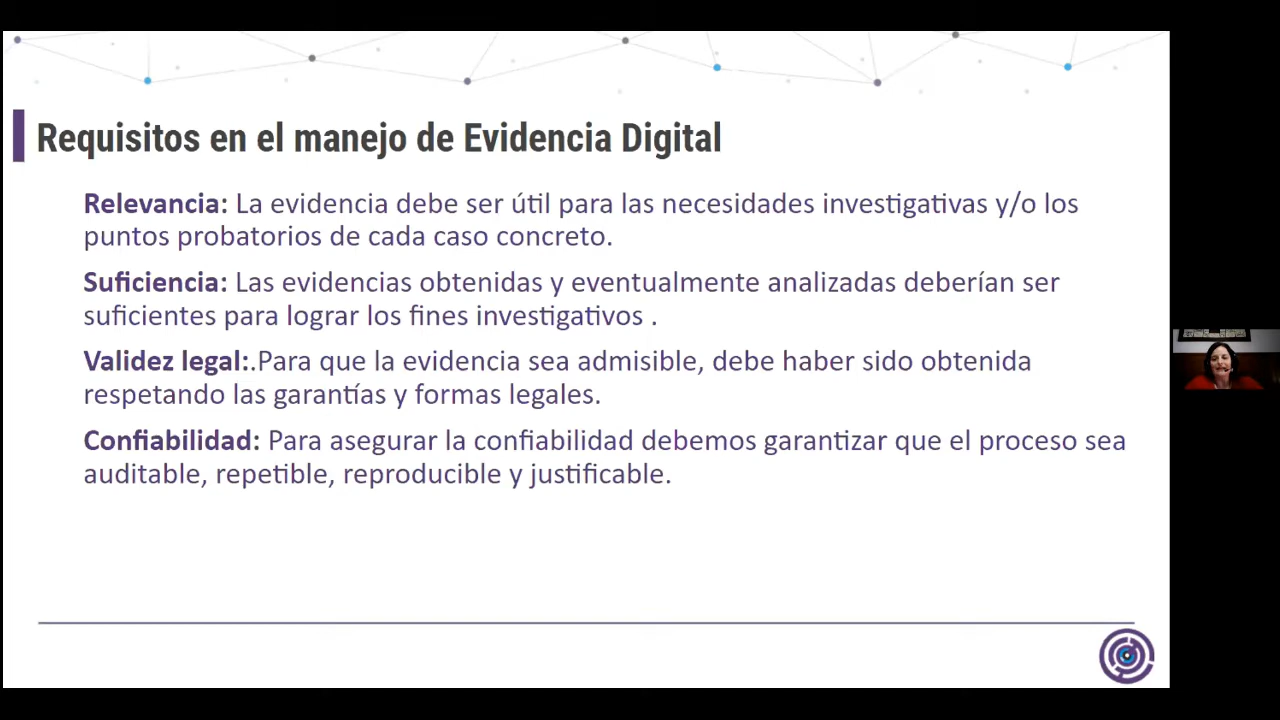 Requisitos en el manejo de Evidencia Digital
Relevancia: La evidencia debe ser útil para las necesidades investigativas y/o los
puntos probatorios de cada caso concreto.
Suficiencia: Las evidencias obtenidas y eventualmente analizadas deberían ser
suficientes para lograr los fines investigativos .
Validez legal:.Para que la evidencia sea admisible, debe haber sido obtenida
respetando las garantías y formas legales.
Confiabilidad: Para asegurar la confiabilidad debemos garantizar que el proceso sea
auditable, repetible, reproducible y justificable.